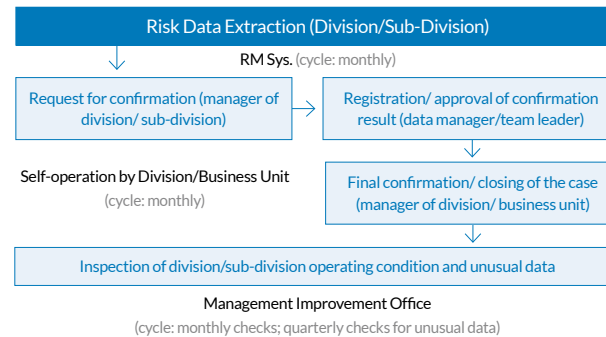 Risk Data Extraction (Division/Sub-Division)
RM Sys. (cycle: monthly)
Request for confirmation (manager of
division/ sub-division)
Registration/ approval of confirmation
result (data manager/team leader)
Self-operation by Division/Business Unit
(cycle: monthly)
Final confirmation/ closing of the case
(manager of division/ business unit)
Inspection of division/sub-division operating condition and unusual data
Management Improvement Office
(cycle: monthly checks; quarterly checks for unusual data)